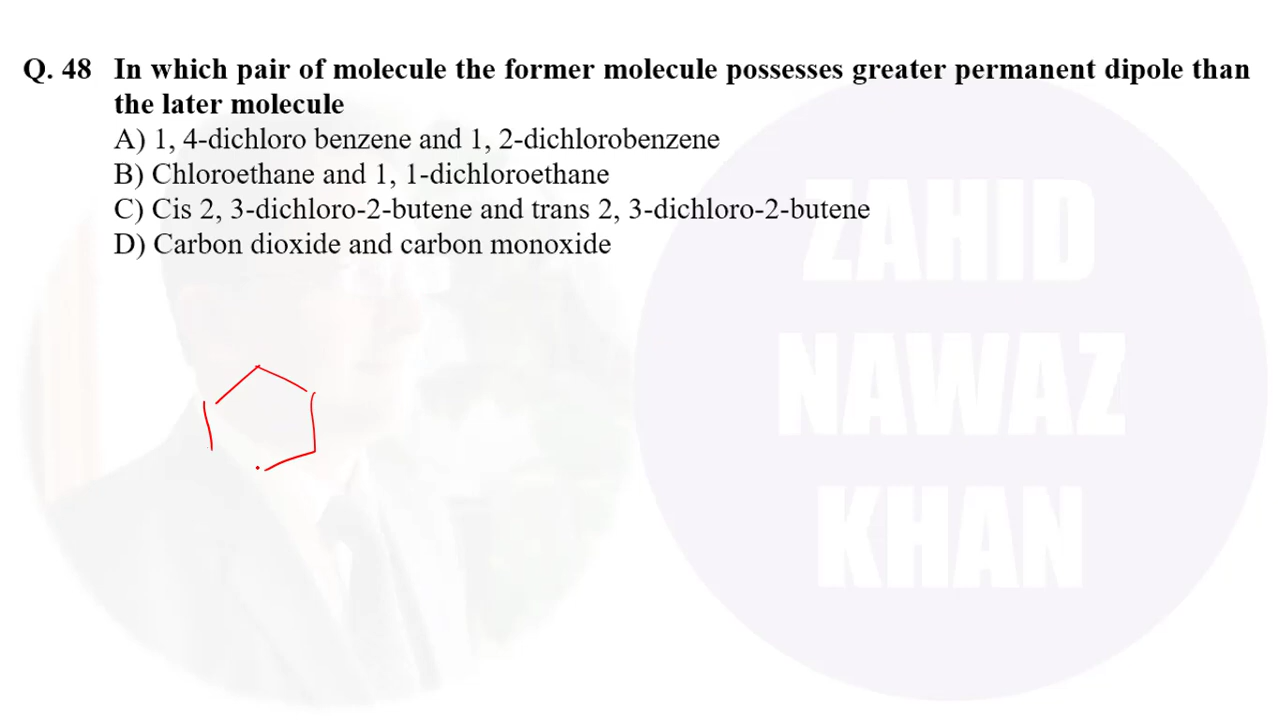 Q. 48 In which pair of molecule the former molecule possesses greater permanent dipole than
the later molecule
A) 1, 4-dichloro benzene and 1, 2-dichlorobenzene
B) Chloroethane and 1, 1-dichloroethane
C) Cis 2, 3-dichloro-2-butene and trans 2, 3-dichloro-2-butene
D) Carbon dioxide and carbon monoxide
ZAHID
NAWAZ
KHAN